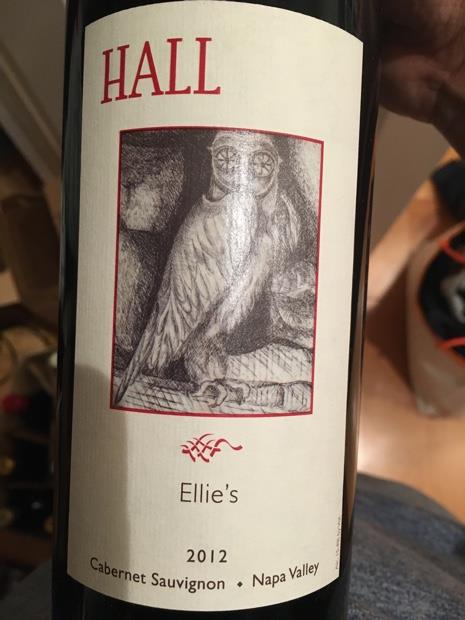 HALL
Ellie's
2012
Cabernet Sauvignon • Napa Valley